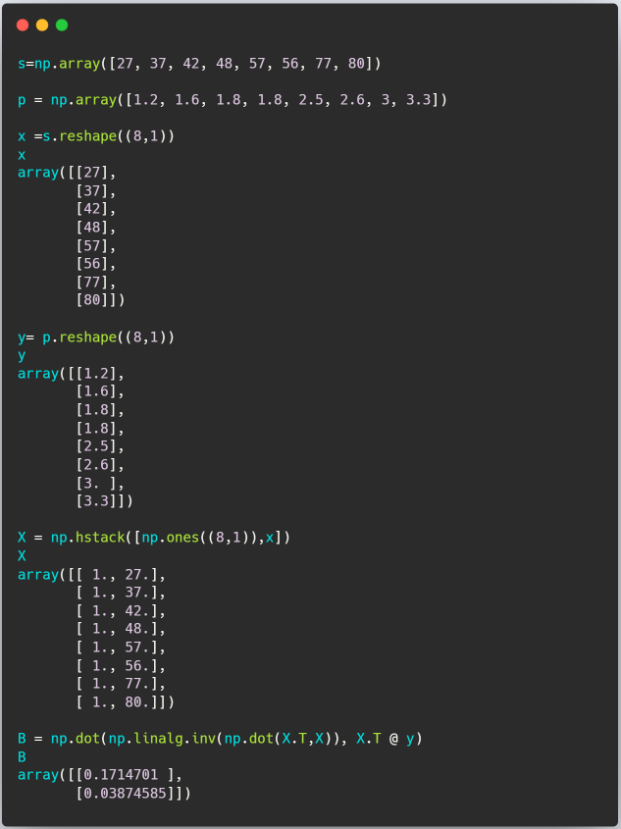 s=np.array([27, 37, 42, 48, 57, 56, 77, 80])
p = np.array([1.2, 1.6, 1.8, 1.8, 2.5, 2.6, 3, 3.3])
x =s.reshape((8,1))
x
array([[27],
       [37],
       [42],
       [48],
       [57],
       [56],
       [77],
       [80]])
y= p.reshape((8,1))
y
array([[1.2],
       [1.6],
       [1.8],
       [1.8],
       [2.5],
       [2.6],
       [3. ],
       [3.3]])
X = np.hstack([np.ones((8,1)),x])
X
array([[ 1., 27.],
       [ 1., 37.],
       [ 1., 42.],
       [ 1., 48.],
       [ 1., 57.],
       [ 1., 56.],
       [ 1., 77.],
       [ 1., 80.]])
B = np.dot(np.linalg.inv(np.dot(X.T,X)), X.T @ y)
B
array([[0.1714701 ],
       [0.03874585]])